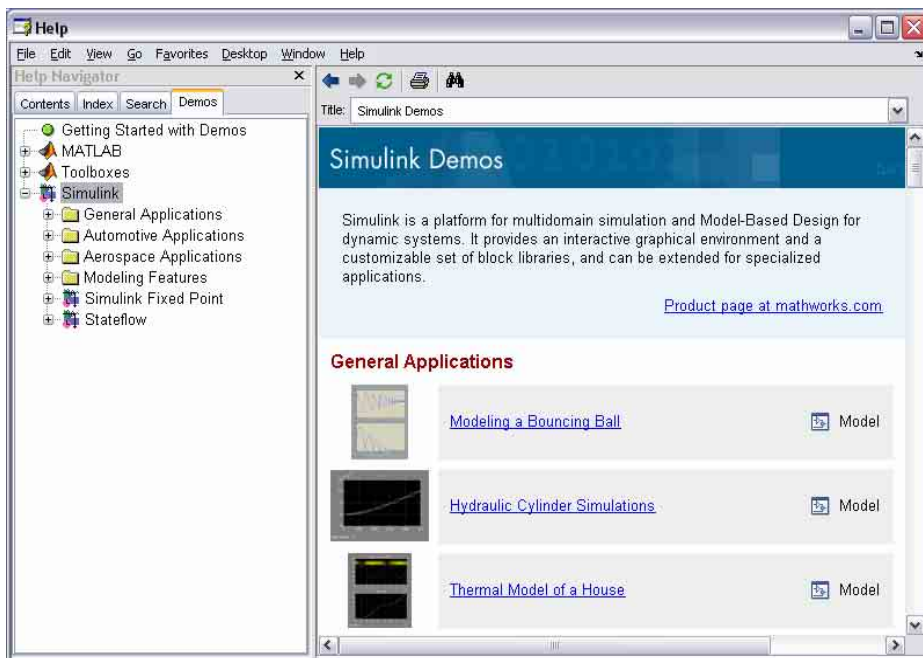 Help
File Edit View Go Favorites Desktop Window Help
Help Navigator
Contents Index Search Demos
Getting Started with Demos
MATLAB
Toolboxes
Simulink
General Applications
Automotive Applications
Aerospace Applications
Modeling Features
Simulink Fixed Point
Stateflow
Title: Simulink Demos
Simulink Demos
Simulink is a platform for multidomain simulation and Model-Based Design for
dynamic systems. It provides an interactive graphical environment and a
customizable set of block libraries, and can be extended for specialized
applications.
Product page at mathworks.com
General Applications
Modeling a Bouncing Ball Model
Hydraulic Cylinder Simulations Model
Thermal Model of a House Model